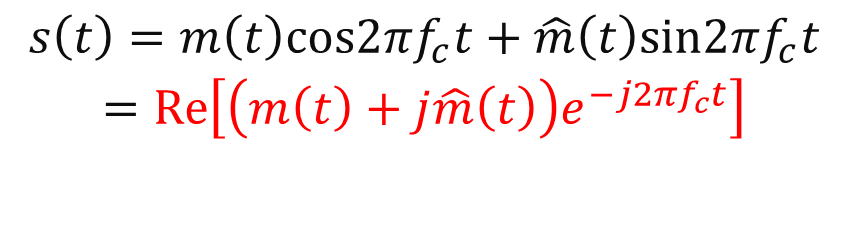 s(t) = m(t)cos2πf_c t + m̂(t)sin2πf_c t
= Re[(m(t) + jm̂(t))e^{−j2πf_c t}]